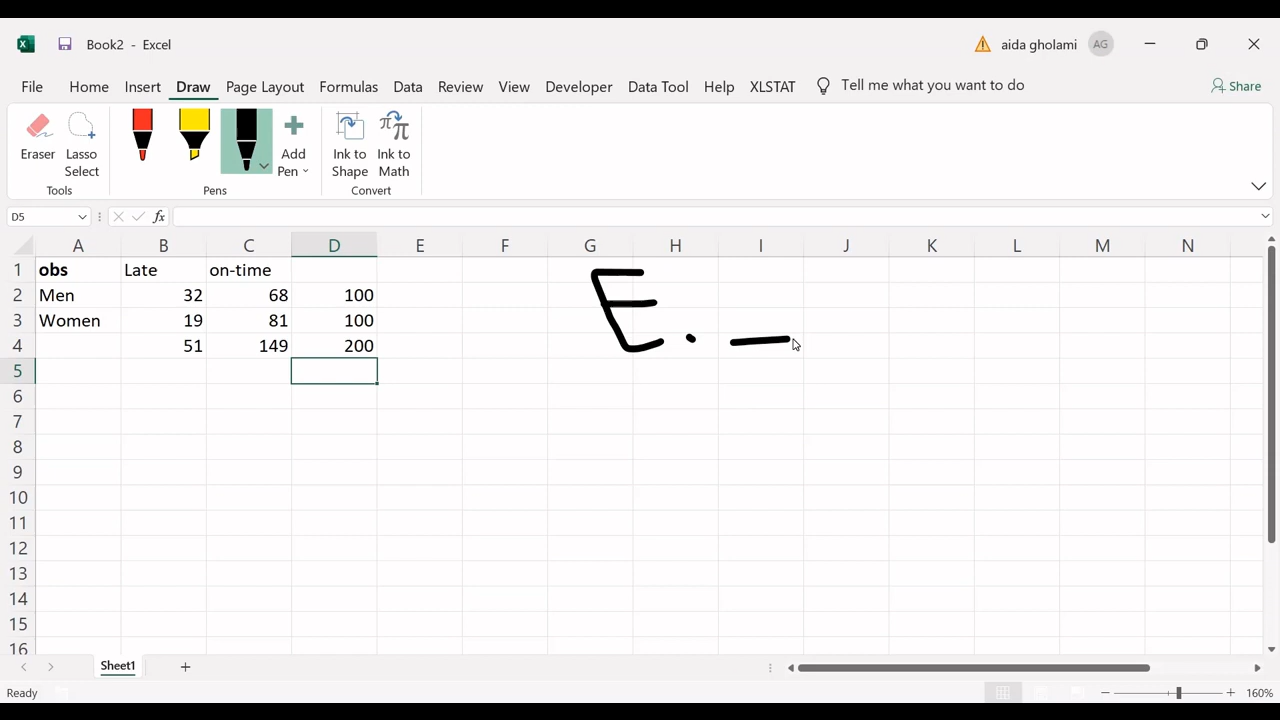 Book2 - Excel
aida gholami AG
File Home Insert Draw Page Layout Formulas Data Review View Developer Data Tool Help XLSTAT Tell me what you want to do Share
Eraser Lasso Select Add Pen Ink to Shape Ink to Math
Tools Pens Convert
D5 fx
A B C D E F G H I J K L M N
1 obs Late on-time
2 Men 32 68 100
3 Women 19 81 100
4 51 149 200
E. —
5
6
7
8
9
10
11
12
13
14
15
16
Sheet1 +
Ready 160%